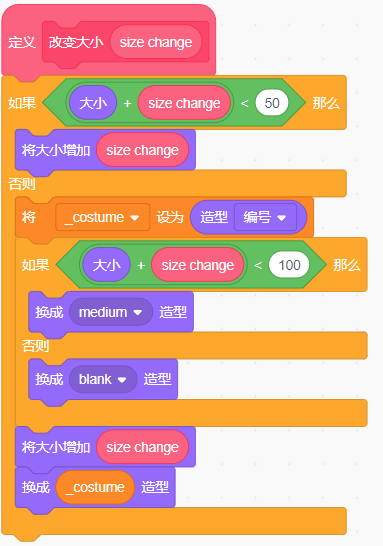 定义 改变大小 size change
如果 大小 + size change < 50 那么
将大小增加 size change
否则
将 _costume 设为 造型 编号
如果 大小 + size change < 100 那么
换成 medium 造型
否则
换成 blank 造型
将大小增加 size change
换成 _costume 造型